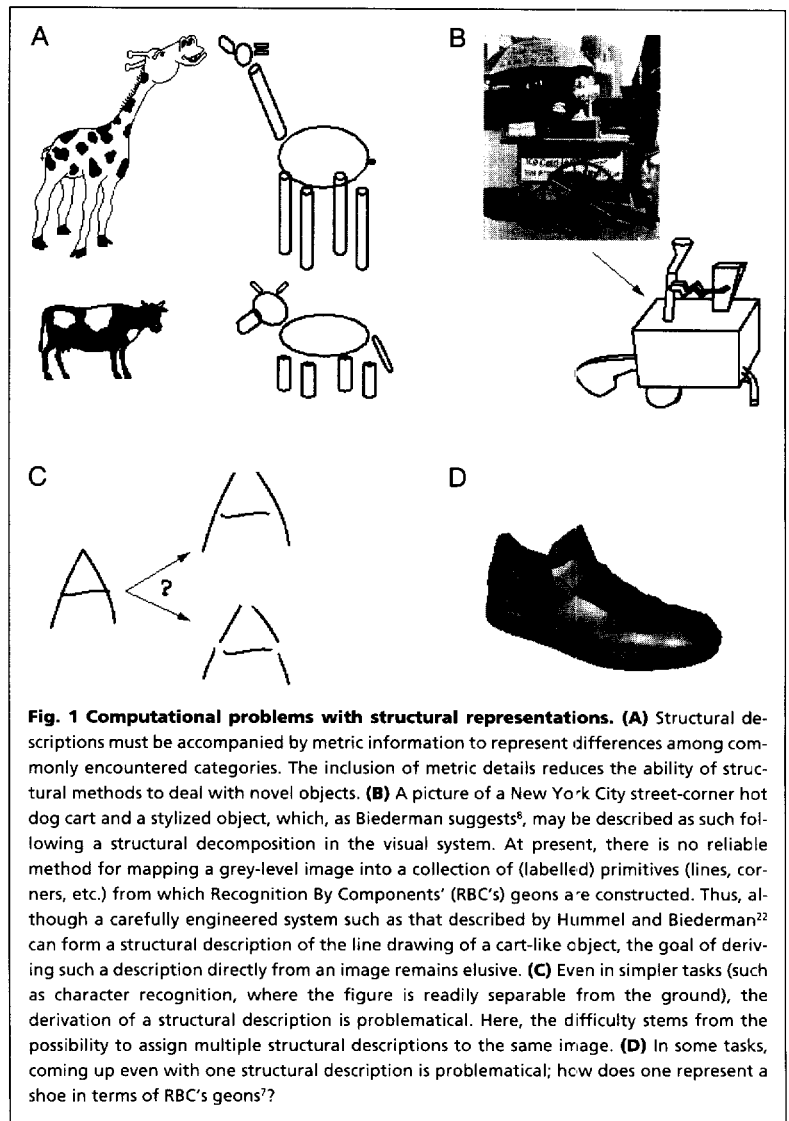 A
B
C
?
D
Fig. 1 Computational problems with structural representations. (A) Structural de-
scriptions must be accompanied by metric information to represent differences among com-
monly encountered categories. The inclusion of metric details reduces the ability of struc-
tural methods to deal with novel objects. (B) A picture of a New York City street-corner hot
dog cart and a stylized object, which, as Biederman suggests⁸, may be described as such fol-
lowing a structural decomposition in the visual system. At present, there is no reliable
method for mapping a grey-level image into a collection of (labelled) primitives (lines, cor-
ners, etc.) from which Recognition By Components' (RBC's) geons are constructed. Thus, al-
though a carefully engineered system such as that described by Hummel and Biederman²²
can form a structural description of the line drawing of a cart-like object, the goal of deriv-
ing such a description directly from an image remains elusive. (C) Even in simpler tasks (such
as character recognition, where the figure is readily separable from the ground), the
derivation of a structural description is problematical. Here, the difficulty stems from the
possibility to assign multiple structural descriptions to the same image. (D) In some tasks,
coming up even with one structural description is problematical; how does one represent a
shoe in terms of RBC's geons⁷?